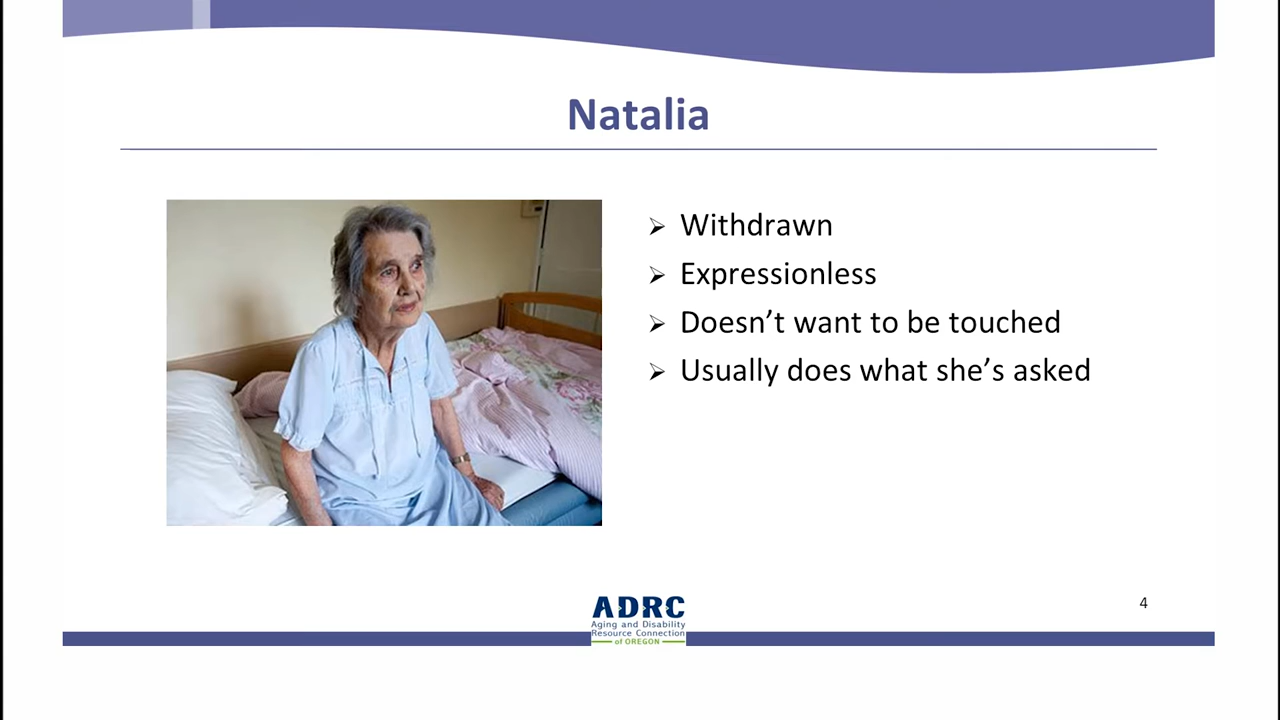 Natalia
Withdrawn
Expressionless
Doesn’t want to be touched
Usually does what she’s asked
ADRC
Aging and Disability
Resource Connection
of OREGON
4